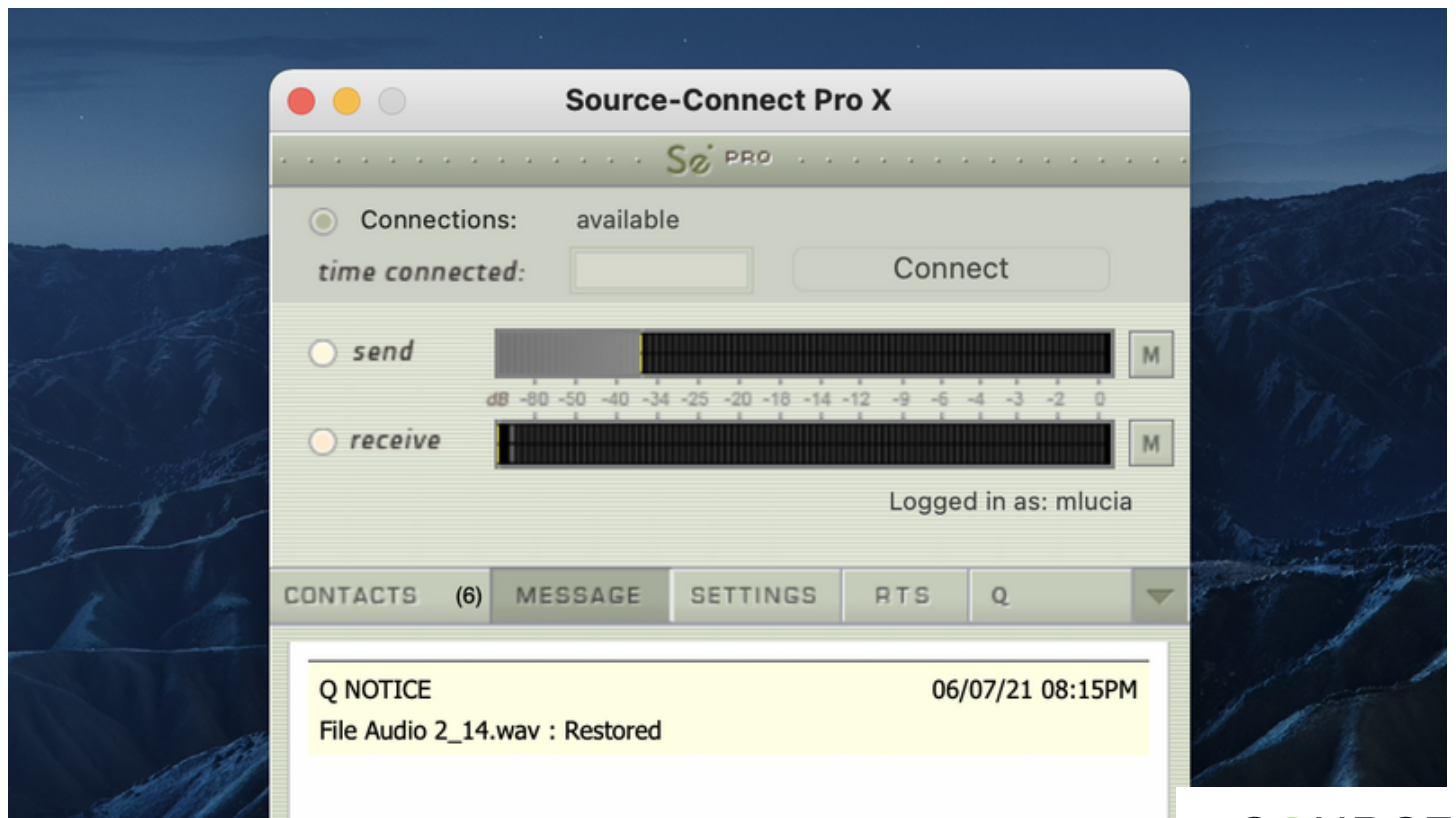 Source-Connect Pro X
Se PRO
Connections: available
time connected: Connect
send M
dB -80 -50 -40 -34 -25 -20 -18 -14 -12 -9 -6 -4 -3 -2 0
receive M
Logged in as: mlucia
CONTACTS (6) MESSAGE SETTINGS RTS Q
Q NOTICE 06/07/21 08:15PM
File Audio 2_14.wav : Restored